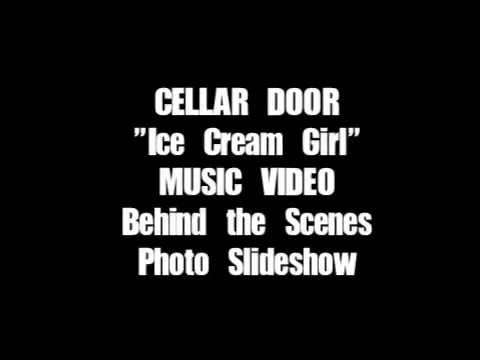 CELLAR DOOR
"Ice Cream Girl"
MUSIC VIDEO
Behind the Scenes
Photo Slideshow